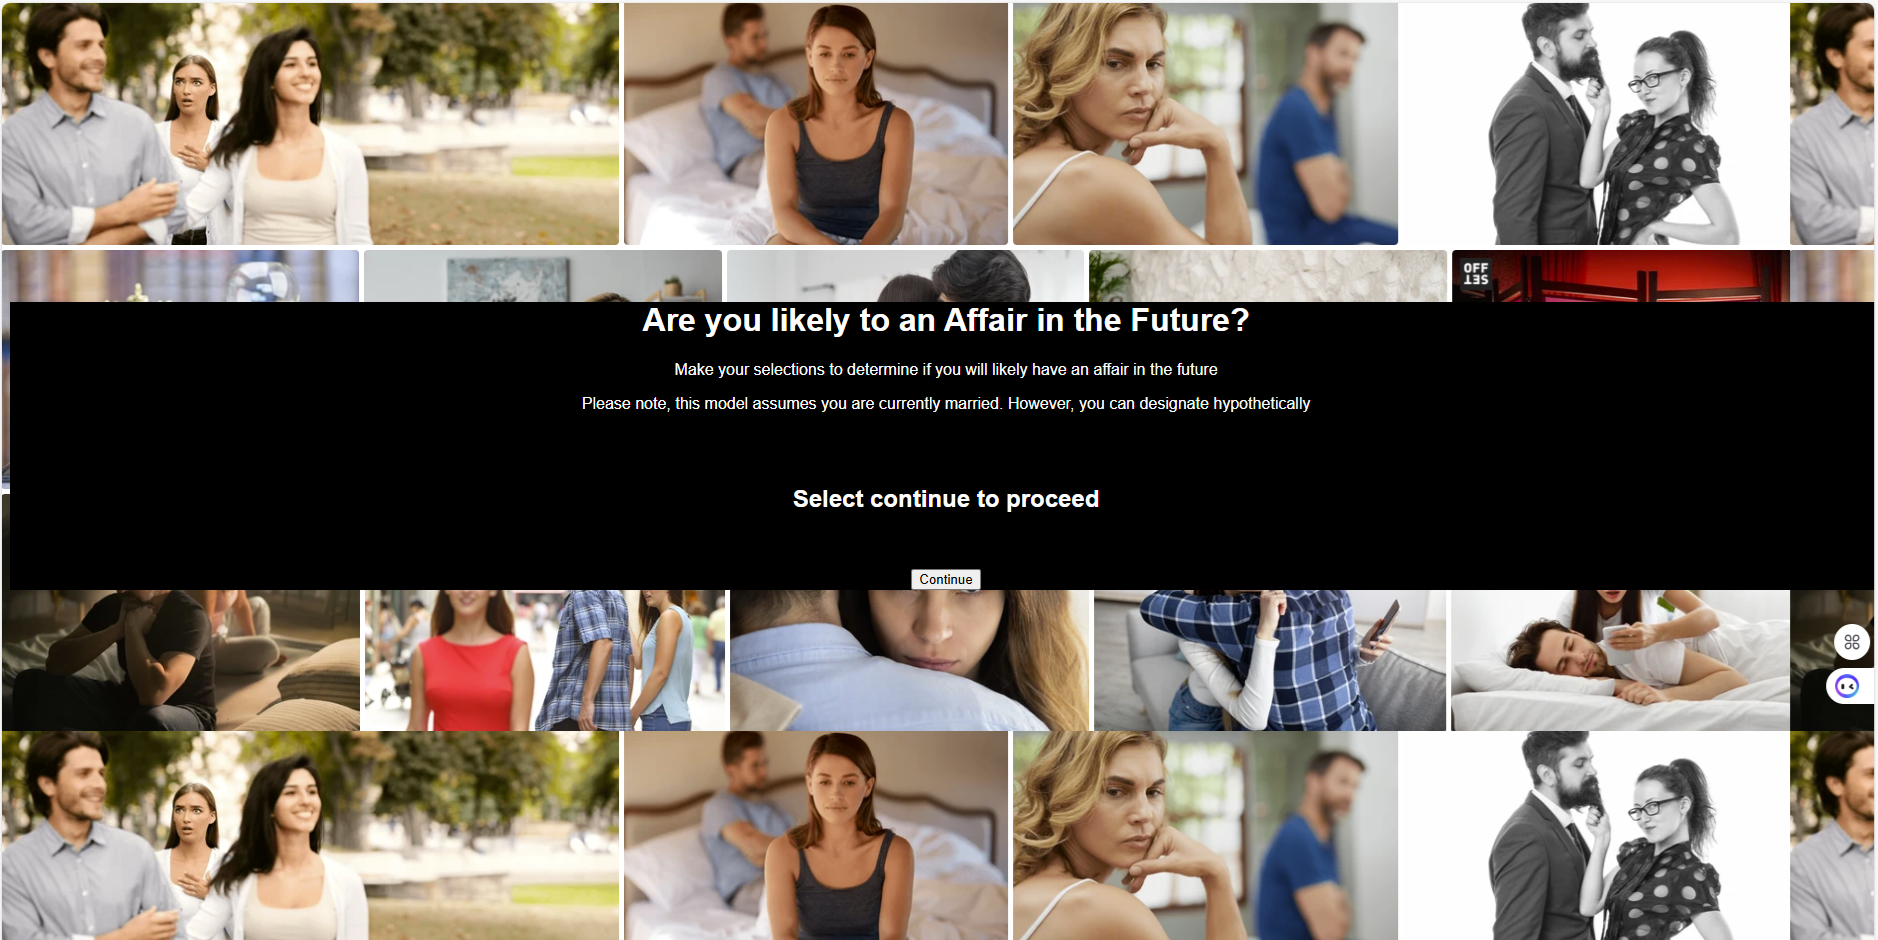 OFF
SET
Are you likely to an Affair in the Future?
Make your selections to determine if you will likely have an affair in the future
Please note, this model assumes you are currently married. However, you can designate hypothetically
Select continue to proceed
Continue